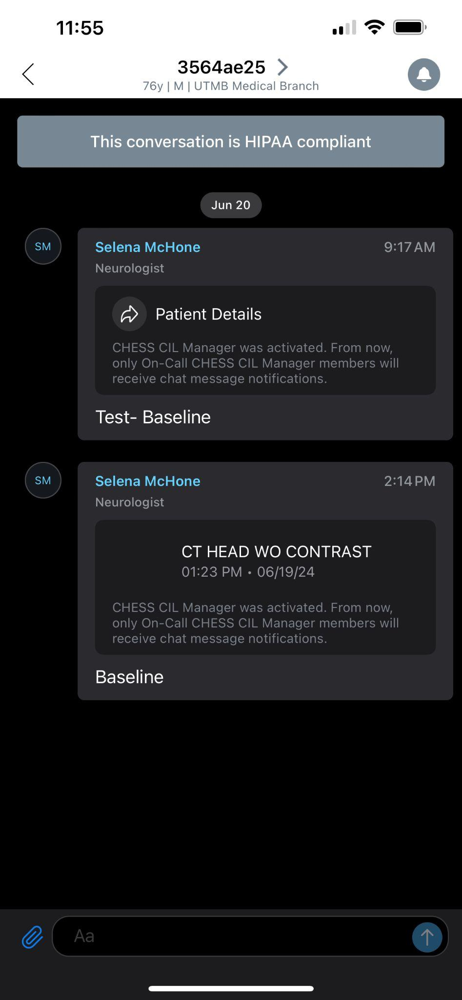 11:55
3564ae25
76y | M | UTMB Medical Branch
This conversation is HIPAA compliant
Jun 20
SM
Selena McHone
9:17 AM
Neurologist
Patient Details
CHESS CIL Manager was activated. From now,
only On-Call CHESS CIL Manager members will
receive chat message notifications.
Test- Baseline
SM
Selena McHone
2:14 PM
Neurologist
CT HEAD WO CONTRAST
01:23 PM • 06/19/24
CHESS CIL Manager was activated. From now,
only On-Call CHESS CIL Manager members will
receive chat message notifications.
Baseline
Aa